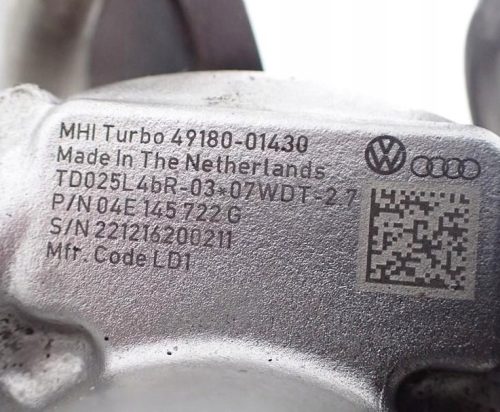 MHI Turbo 49180-01430
Made In The Netherlands
TD025L4bR-03*07WDT-2.7
P/N 04E 145 722 G
S/N 221216200211
Mfr. Code LD1